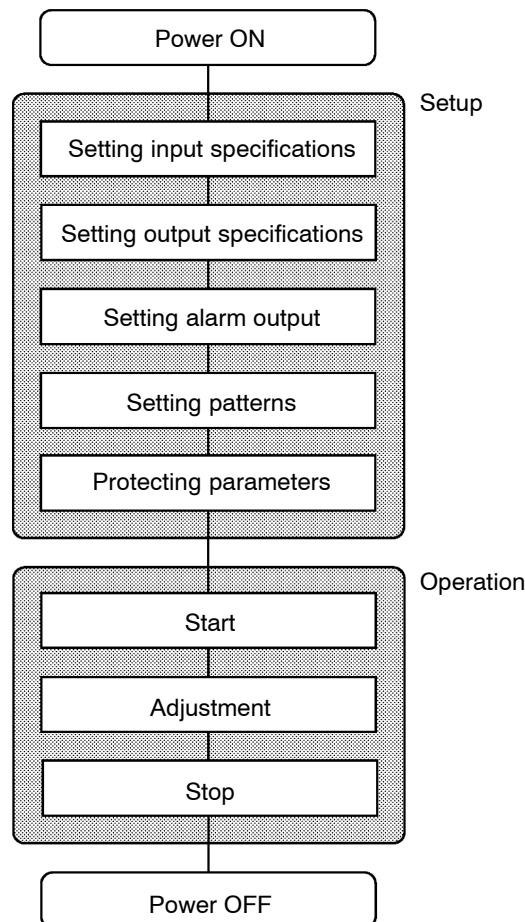 Power ON
Setup
Setting input specifications
Setting output specifications
Setting alarm output
Setting patterns
Protecting parameters
Operation
Start
Adjustment
Stop
Power OFF